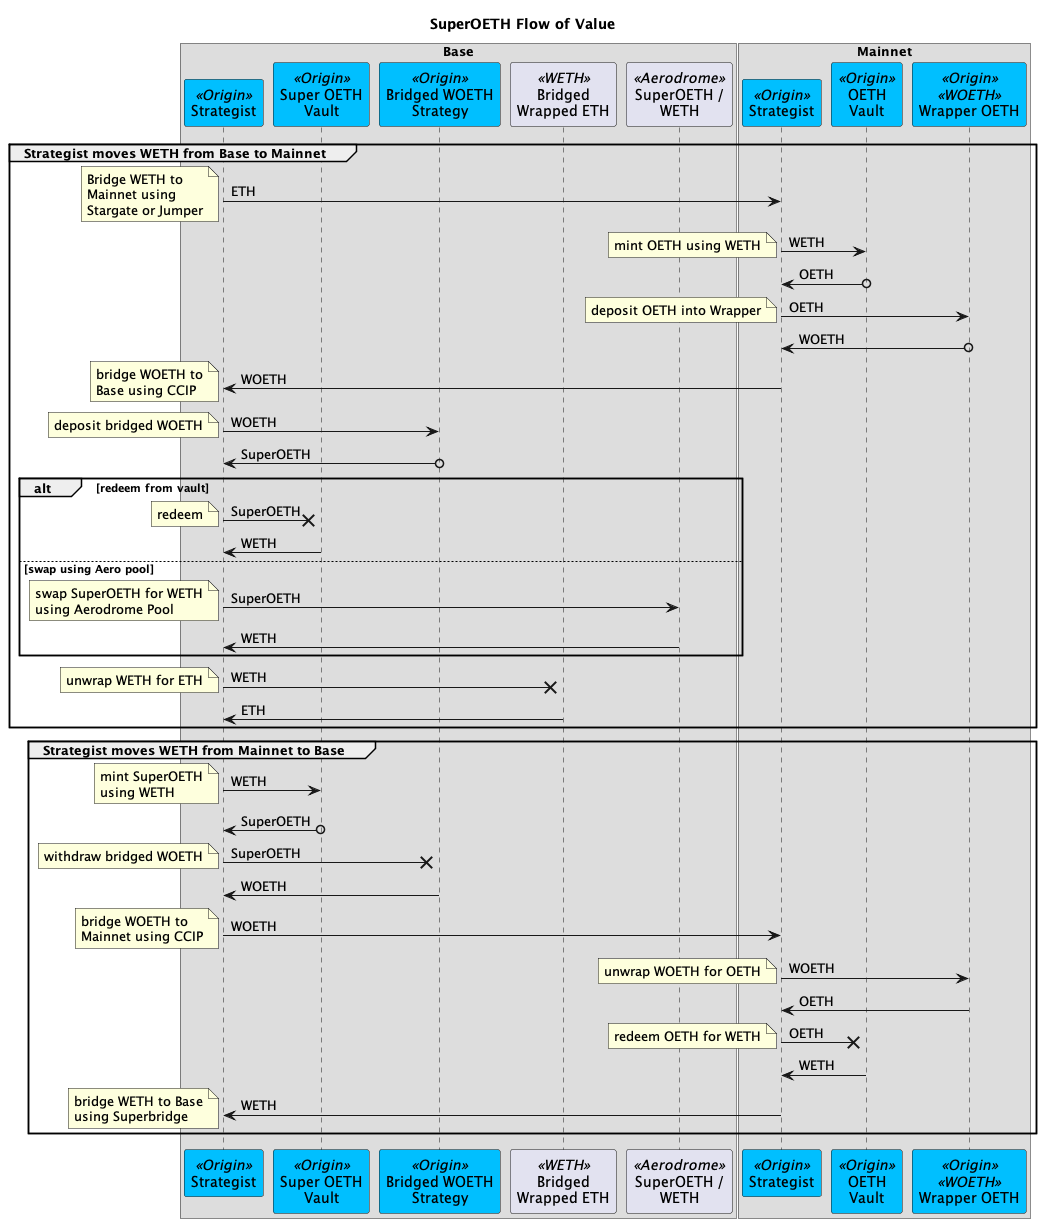 SuperOETH Flow of Value
Base
Mainnet
«Origin»
Strategist
«Origin»
Super OETH
Vault
«Origin»
Bridged WOETH
Strategy
«WETH»
Bridged
Wrapped ETH
«Aerodrome»
SuperOETH /
WETH
«Origin»
Strategist
«Origin»
OETH
Vault
«Origin»
«WOETH»
Wrapper OETH
Strategist moves WETH from Base to Mainnet
Bridge WETH to
Mainnet using
Stargate or Jumper
ETH
mint OETH using WETH
WETH
OETH
deposit OETH into Wrapper
OETH
WOETH
bridge WOETH to
Base using CCIP
WOETH
deposit bridged WOETH
WOETH
SuperOETH
alt
[redeem from vault]
redeem
SuperOETH
WETH
[swap using Aero pool]
swap SuperOETH for WETH
using Aerodrome Pool
SuperOETH
WETH
unwrap WETH for ETH
WETH
ETH
Strategist moves WETH from Mainnet to Base
mint SuperOETH
using WETH
WETH
SuperOETH
withdraw bridged WOETH
SuperOETH
WOETH
bridge WOETH to
Mainnet using CCIP
WOETH
unwrap WOETH for OETH
WOETH
OETH
redeem OETH for WETH
OETH
WETH
bridge WETH to Base
using Superbridge
WETH
«Origin»
Strategist
«Origin»
Super OETH
Vault
«Origin»
Bridged WOETH
Strategy
«WETH»
Bridged
Wrapped ETH
«Aerodrome»
SuperOETH /
WETH
«Origin»
Strategist
«Origin»
OETH
Vault
«Origin»
«WOETH»
Wrapper OETH